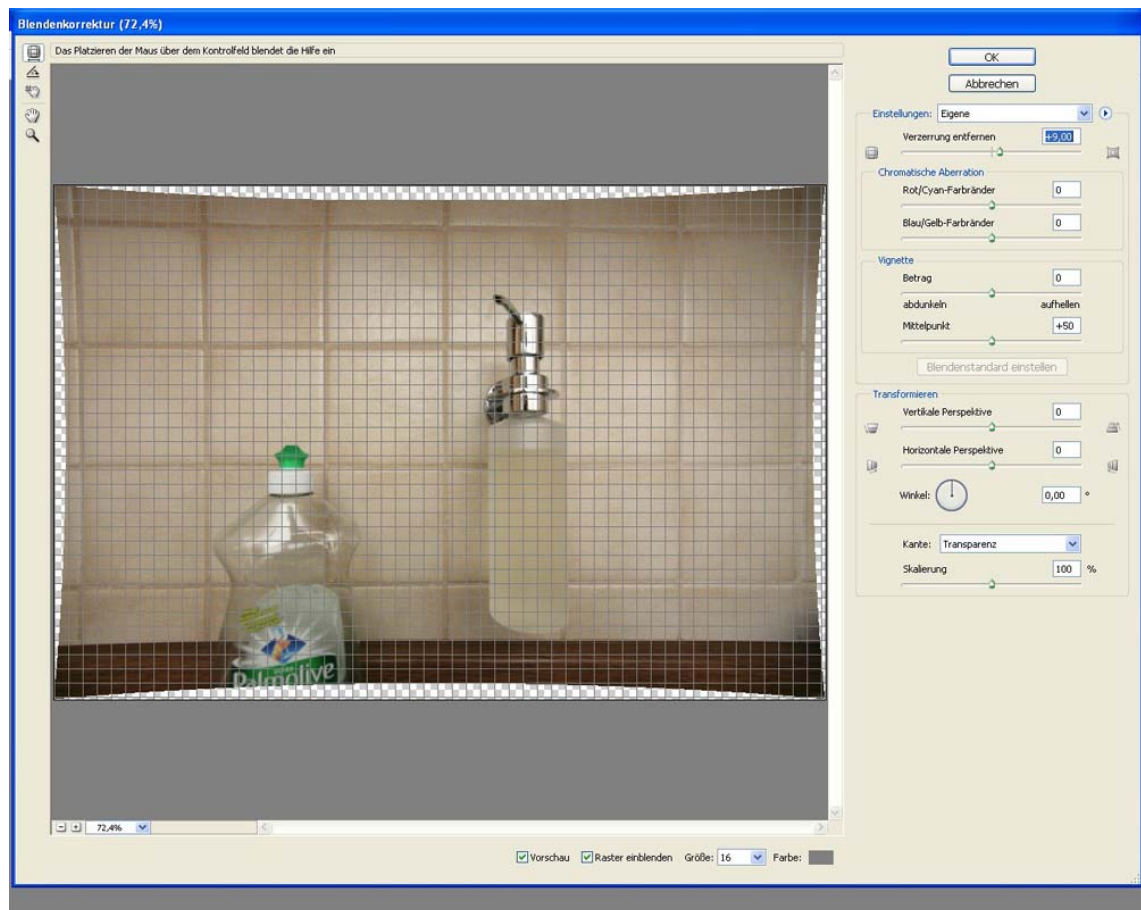 Blendenkorrektur (72,4%)
Das Platzieren der Maus über dem Kontrollfeld blendet die Hilfe ein
OK
Abbrechen
Einstellungen: Eigene
Verzerrung entfernen +9,00
Chromatische Aberration
Rot/Cyan-Farbränder 0
Blau/Gelb-Farbränder 0
Vignette
Betrag 0
abdunkeln aufhellen
Mittelpunkt +50
Blendenstandard einstellen
Transformieren
Vertikale Perspektive 0
Horizontale Perspektive 0
Winkel: 0,00 °
Kante: Transparenz
Skalierung 100 %
Palmolive
72,4%
Vorschau Raster einblenden Größe: 16 Farbe: